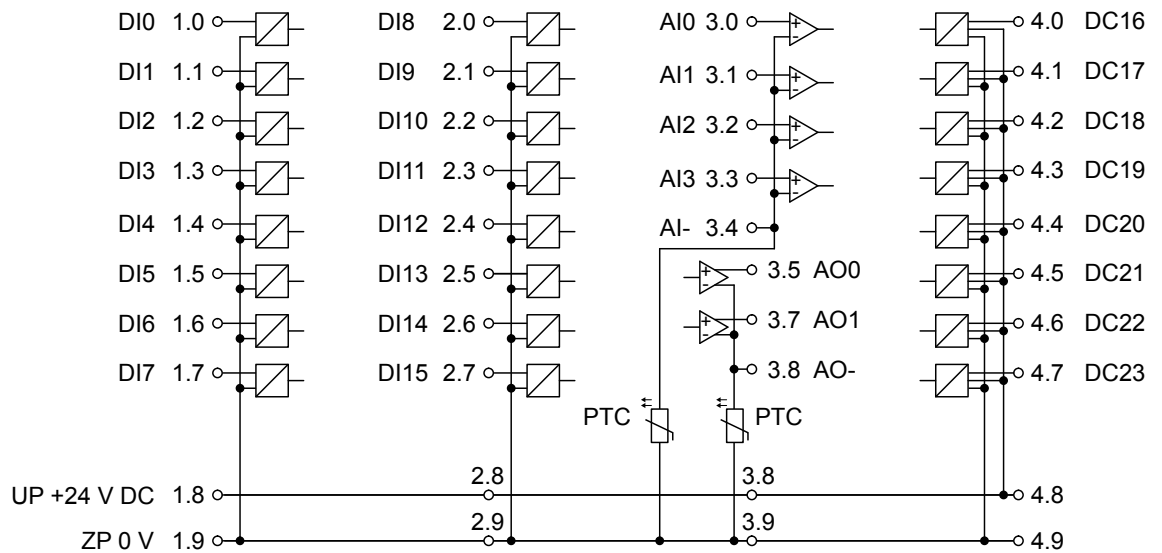 DI0 1.0 DI8 2.0 AI0 3.0 + - 4.0 DC16
DI1 1.1 DI9 2.1 AI1 3.1 + - 4.1 DC17
DI2 1.2 DI10 2.2 AI2 3.2 + - 4.2 DC18
DI3 1.3 DI11 2.3 AI3 3.3 + - 4.3 DC19
DI4 1.4 DI12 2.4 AI- 3.4 4.4 DC20
DI5 1.5 DI13 2.5 + - 3.5 AO0 4.5 DC21
DI6 1.6 DI14 2.6 + - 3.7 AO1 4.6 DC22
DI7 1.7 DI15 2.7 3.8 AO- 4.7 DC23
PTC PTC
2.8 3.8
UP +24 V DC 1.8 4.8
2.9 3.9
ZP 0 V 1.9 4.9